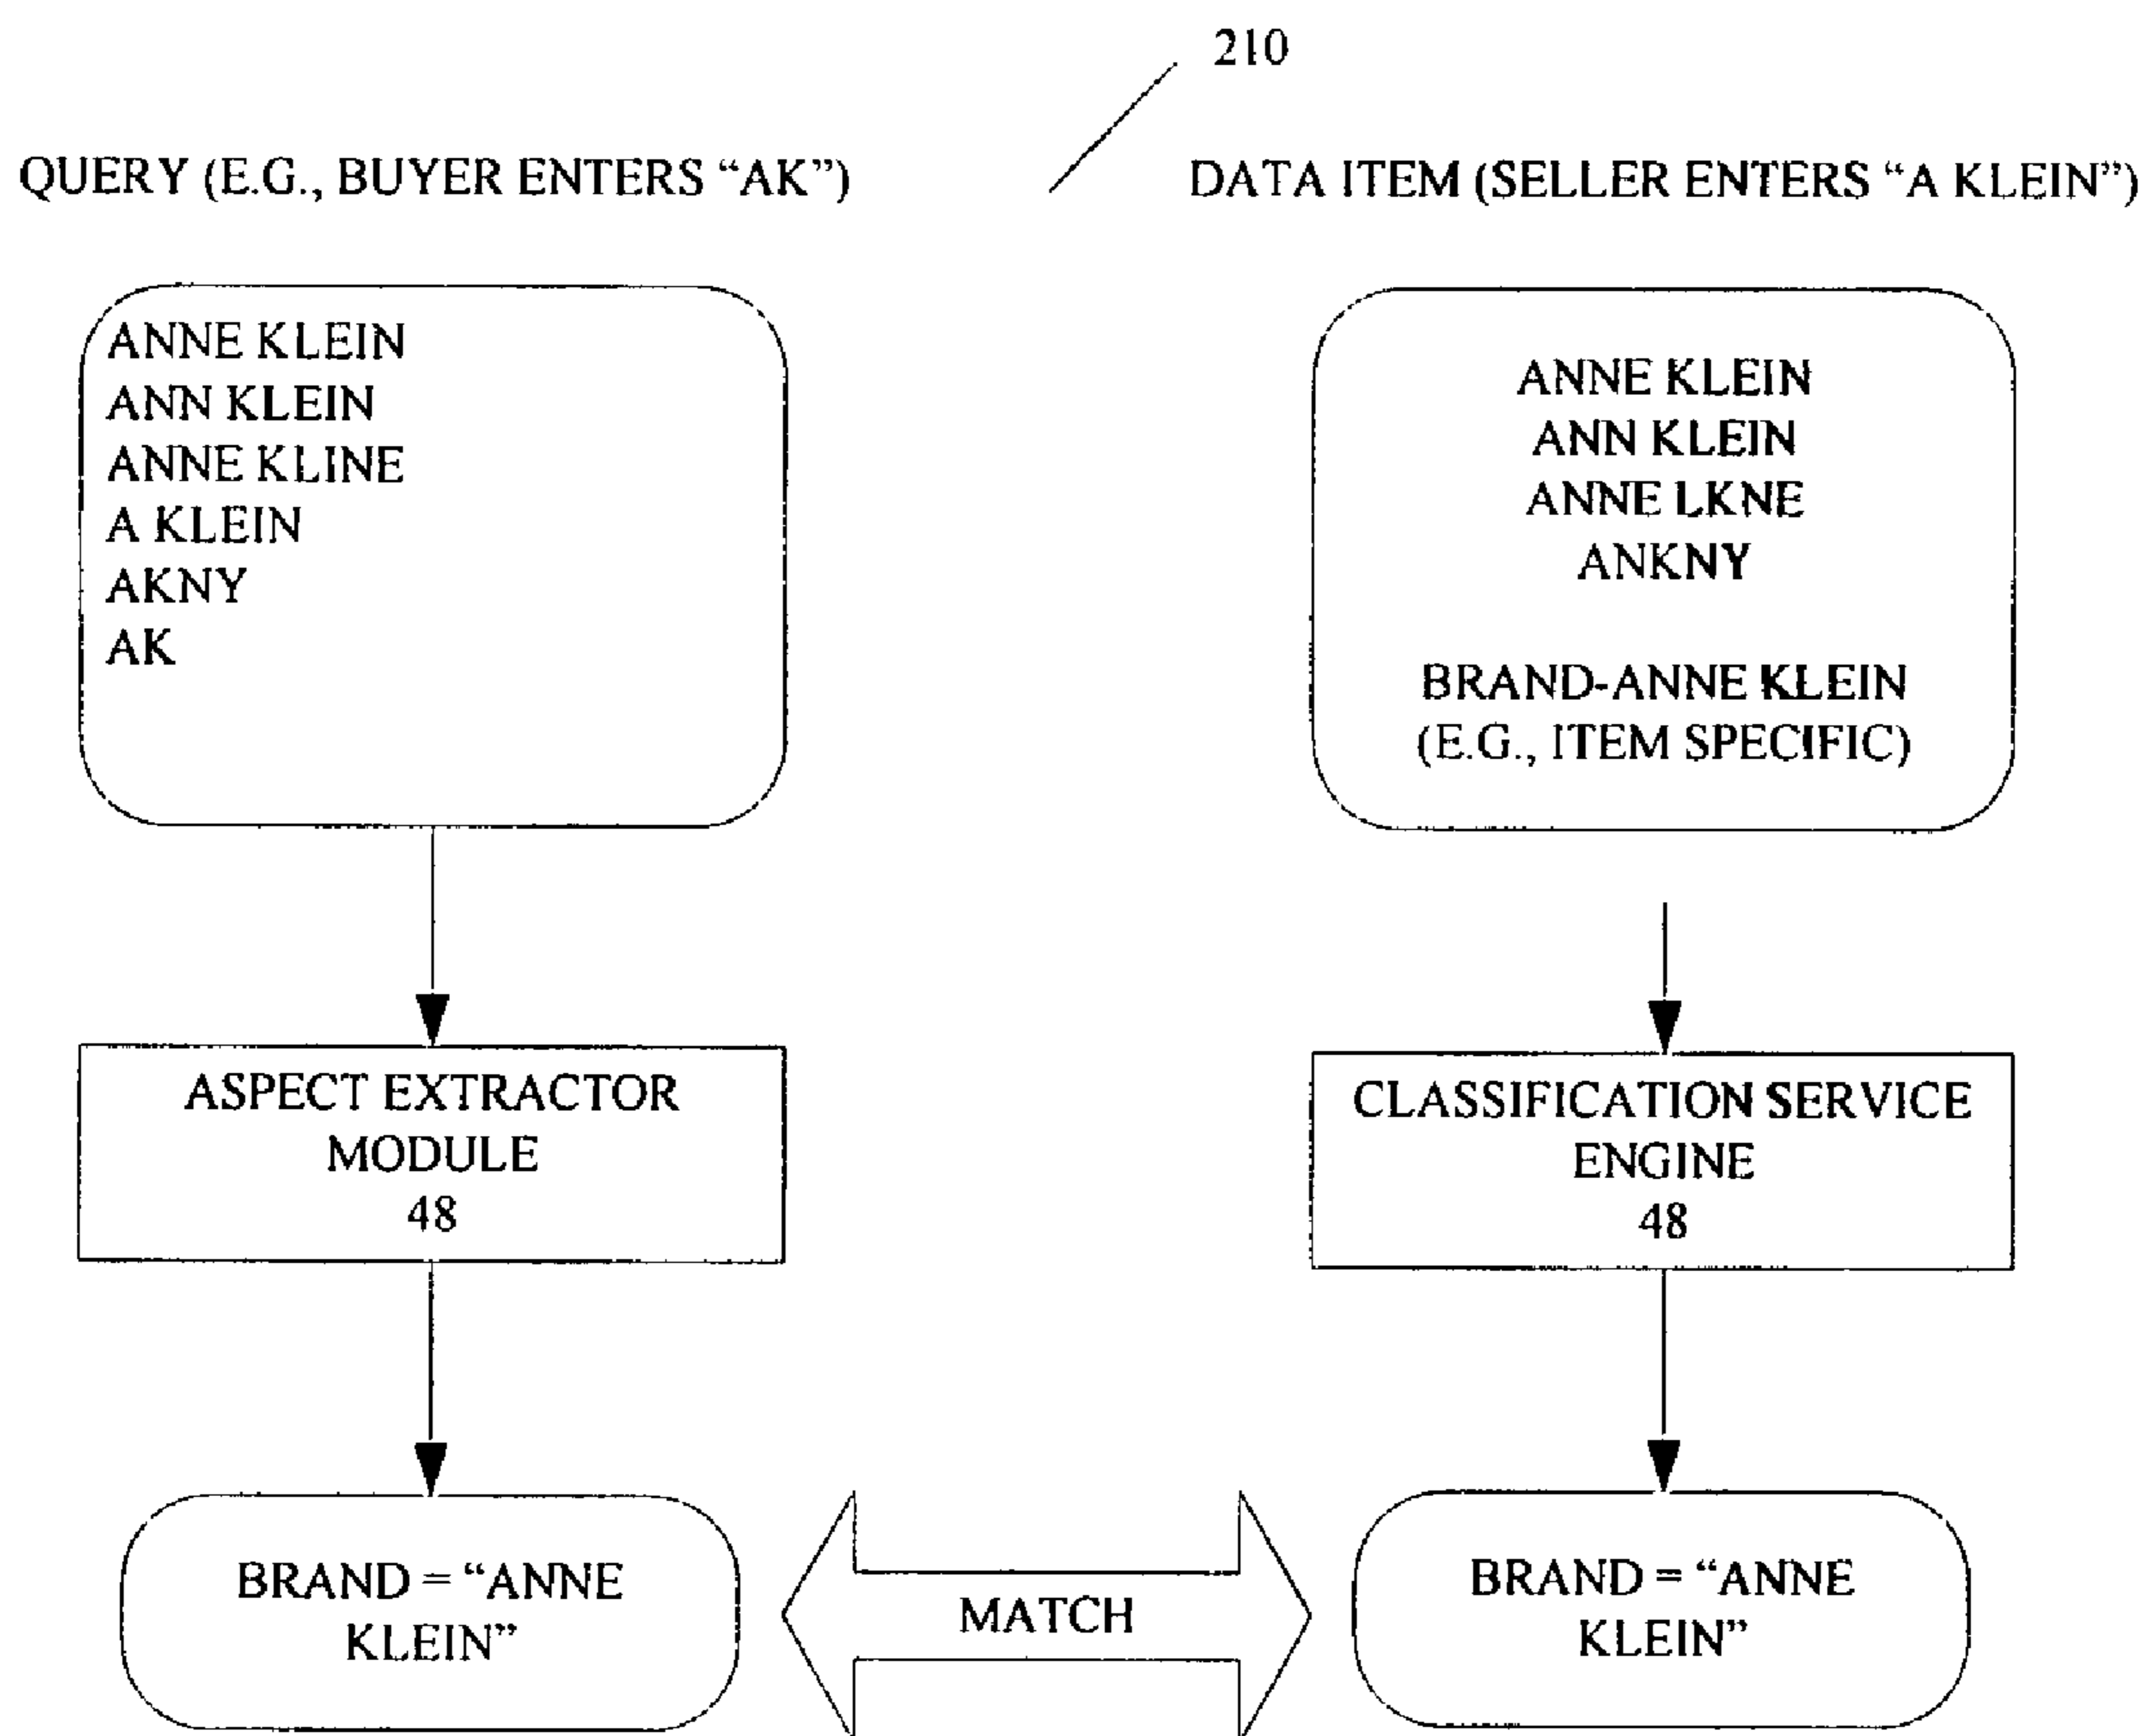 210
QUERY (E.G., BUYER ENTERS “AK”)
DATA ITEM (SELLER ENTERS “A KLEIN”)
ANNE KLEIN
ANN KLEIN
ANNE KLINE
A KLEIN
AKNY
AK
ANNE KLEIN
ANN KLEIN
ANNE LKNE
ANKNY
BRAND-ANNE KLEIN
(E.G., ITEM SPECIFIC)
ASPECT EXTRACTOR
MODULE
48
CLASSIFICATION SERVICE
ENGINE
48
BRAND = “ANNE
KLEIN”
MATCH
BRAND = “ANNE
KLEIN”